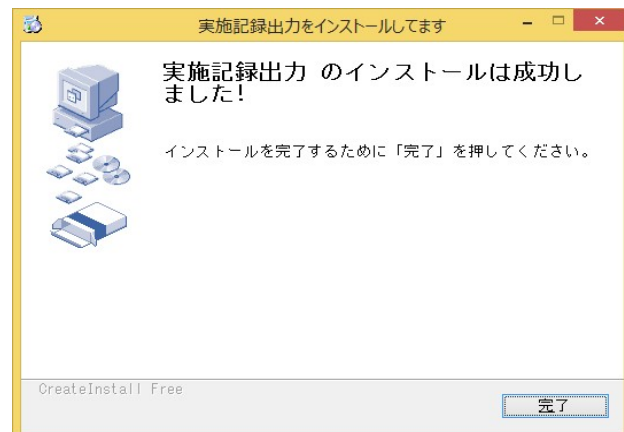 実施記録出力をインストールしてます
実施記録出力 のインストールは成功し
ました!
インストールを完了するために「完了」を押してください。
CreateInstall Free
完了